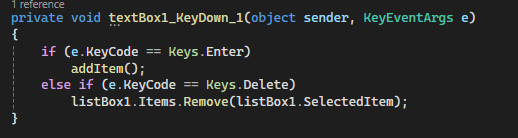 1 reference
private void textBox1_KeyDown_1(object sender, KeyEventArgs e)
{
    if (e.KeyCode == Keys.Enter)
        addItem();
    else if (e.KeyCode == Keys.Delete)
        listBox1.Items.Remove(listBox1.SelectedItem);
}